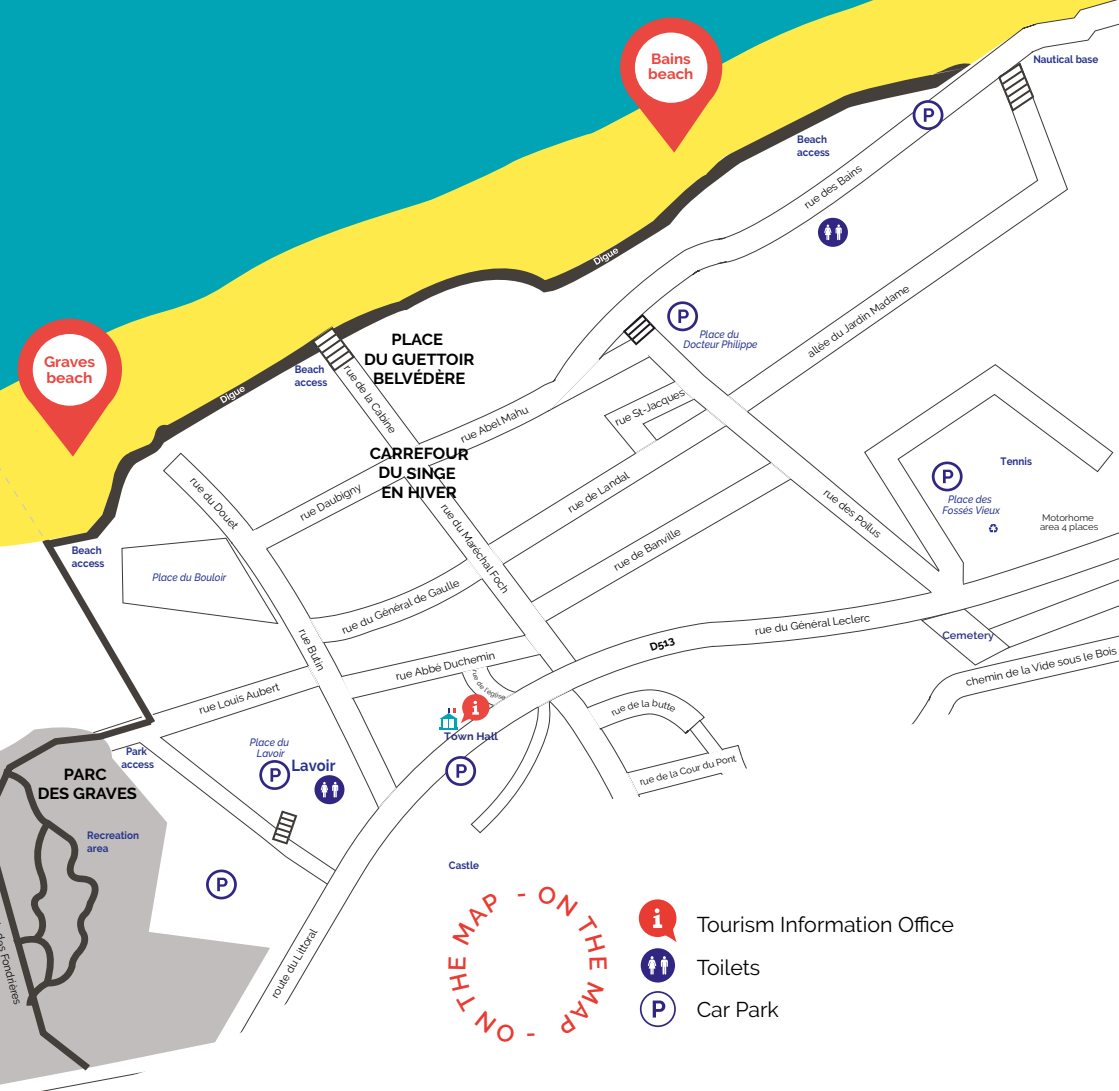 Bains
beach
Nautical base
P
Beach
access
rue des Bains
Digue
P
Place du
Docteur Philippe
allée du Jardin Madame
PLACE
DU GUETTOIR
BELVÉDÈRE
Graves
beach
Beach
access
Digue
rue de la Cabine
rue Abel Mahu
rue St-Jacques
CARREFOUR
DU SINGE
EN HIVER
rue du Douet
rue Daubigny
rue de Landal
rue des Poilus
Tennis
P
Place des
Fossés Vieux
Motorhome
area 4 places
Beach
access
Place du Bouloir
rue du Maréchal Foch
rue de Banville
rue du Général de Gaulle
rue Butin
rue Abbé Duchemin
D513
rue du Général Leclerc
Cemetery
chemin de la Vide sous le Bois
rue Louis Aubert
rue de l'église
i
Town Hall
rue de la butte
rue de la Cour du Pont
P
Park
access
Place du
Lavoir
P
Lavoir
PARC
DES GRAVES
Recreation
area
P
Castle
route du Littoral
des Fondrières
ON THE MAP - ON THE MAP -
i
Tourism Information Office
Toilets
P
Car Park